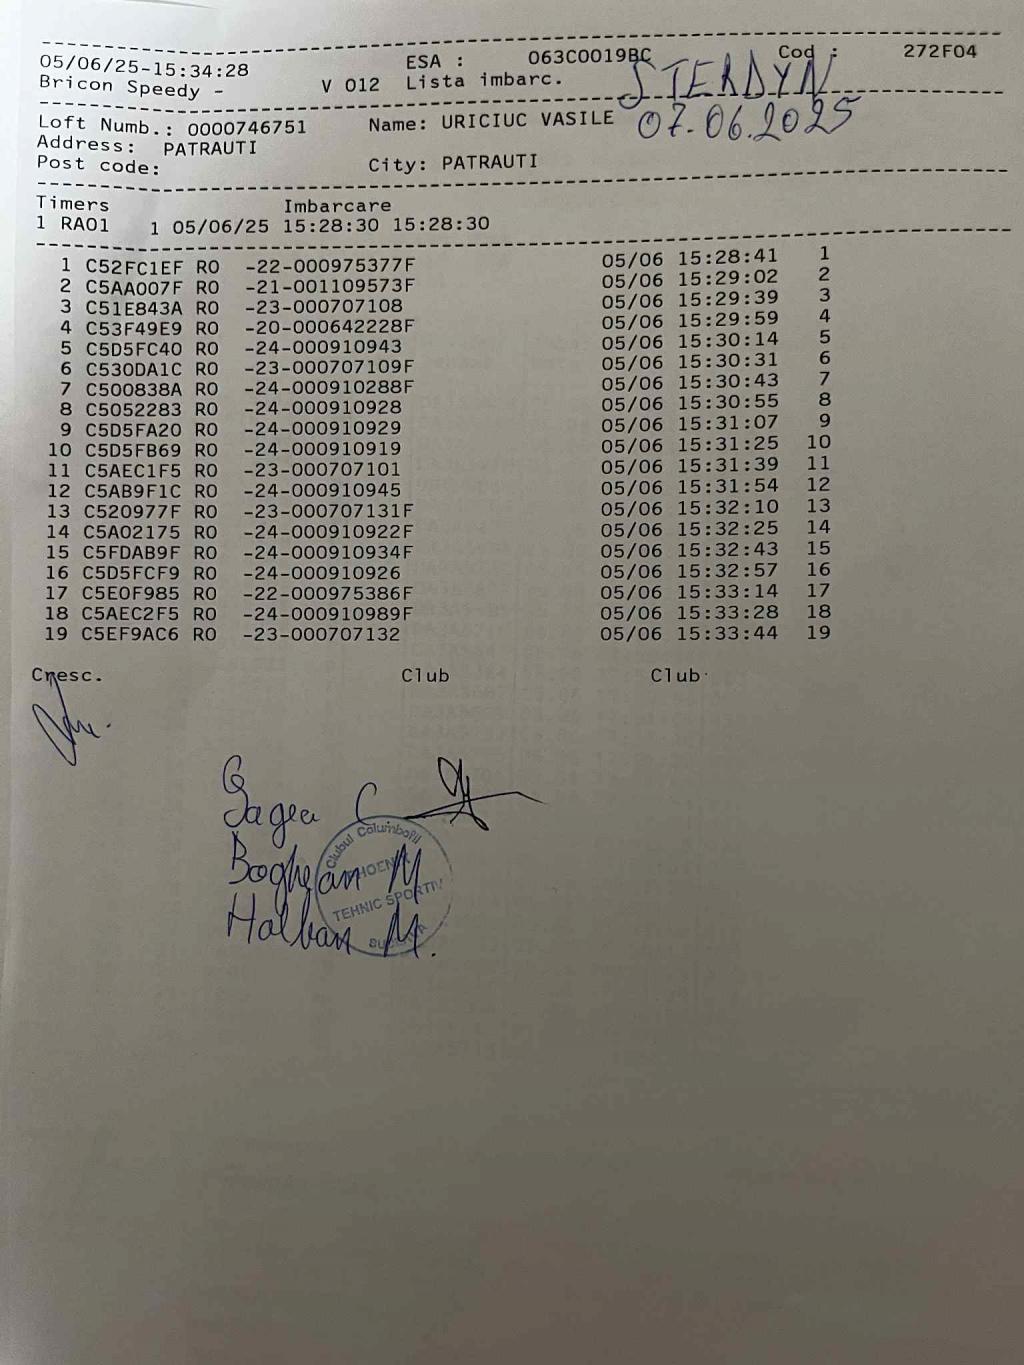 05/06/25-15:34:28 ESA : 063C0019BC Cod : 272F04
Bricon Speedy - V 012 Lista imbarc. STERDYN
Loft Numb.: 0000746751 Name: URICIUC VASILE 07.06.2025
Address: PATRAUTI
Post code: City: PATRAUTI
Timers Imbarcare
1 RA01 1 05/06/25 15:28:30 15:28:30
1 C52FC1EF RO -22-000975377F 05/06 15:28:41 1
2 C5AA007F RO -21-001109573F 05/06 15:29:02 2
3 C51E843A RO -23-000707108 05/06 15:29:39 3
4 C53F49E9 RO -20-000642228F 05/06 15:29:59 4
5 C5D5FC40 RO -24-000910943 05/06 15:30:14 5
6 C530DA1C RO -23-000707109F 05/06 15:30:31 6
7 C500838A RO -24-000910288F 05/06 15:30:43 7
8 C5052283 RO -24-000910928 05/06 15:30:55 8
9 C5D5FA20 RO -24-000910929 05/06 15:31:07 9
10 C5D5FB69 RO -24-000910919 05/06 15:31:25 10
11 C5AEC1F5 RO -23-000707101 05/06 15:31:39 11
12 C5AB9F1C RO -24-000910945 05/06 15:31:54 12
13 C520977F RO -23-000707131F 05/06 15:32:10 13
14 C5A02175 RO -24-000910922F 05/06 15:32:25 14
15 C5FDAB9F RO -24-000910934F 05/06 15:32:43 15
16 C5D5FCF9 RO -24-000910926 05/06 15:32:57 16
17 C5E0F985 RO -22-000975386F 05/06 15:33:14 17
18 C5AEC2F5 RO -24-000910989F 05/06 15:33:28 18
19 C5EF9AC6 RO -23-000707132 05/06 15:33:44 19
Cresc. Club Club
Gagea C
Boghean M
Holban M.
Clubul Columbofil
PHOENIX
TEHNIC SPORTIV
SUCEAVA